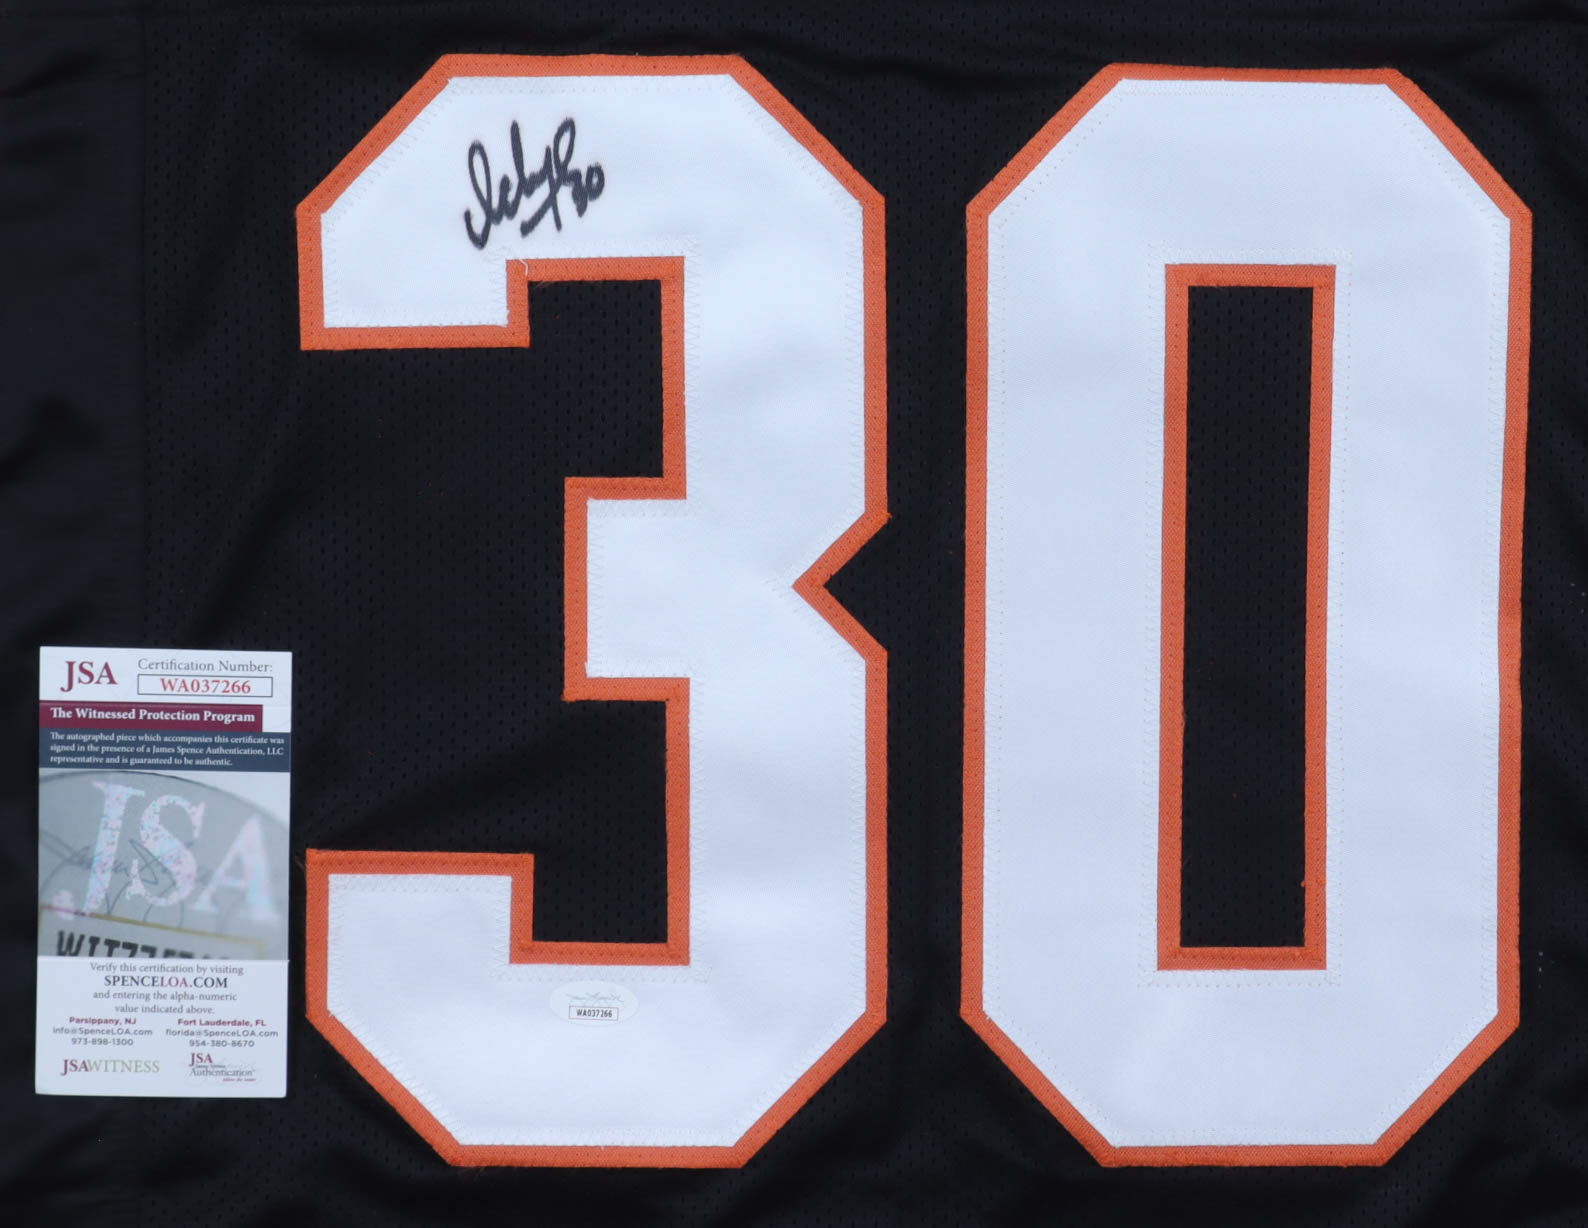 30
30
JSA
Certification Number:
WA037266
The Witnessed Protection Program
The autographed piece which accompanies this certificate was
signed in the presence of a James Spence Authentication, LLC
representative and is guaranteed to be authentic.
JSA
Verify this certification by visiting
SPENCELOA.COM
and entering the alpha-numeric
value indicated above.
Parsippany, NJ
info@SpenceLOA.com
973-898-1300
Fort Lauderdale, FL
florida@SpenceLOA.com
954-380-8670
JSAWITNESS
JSA
Authentication
WA037266